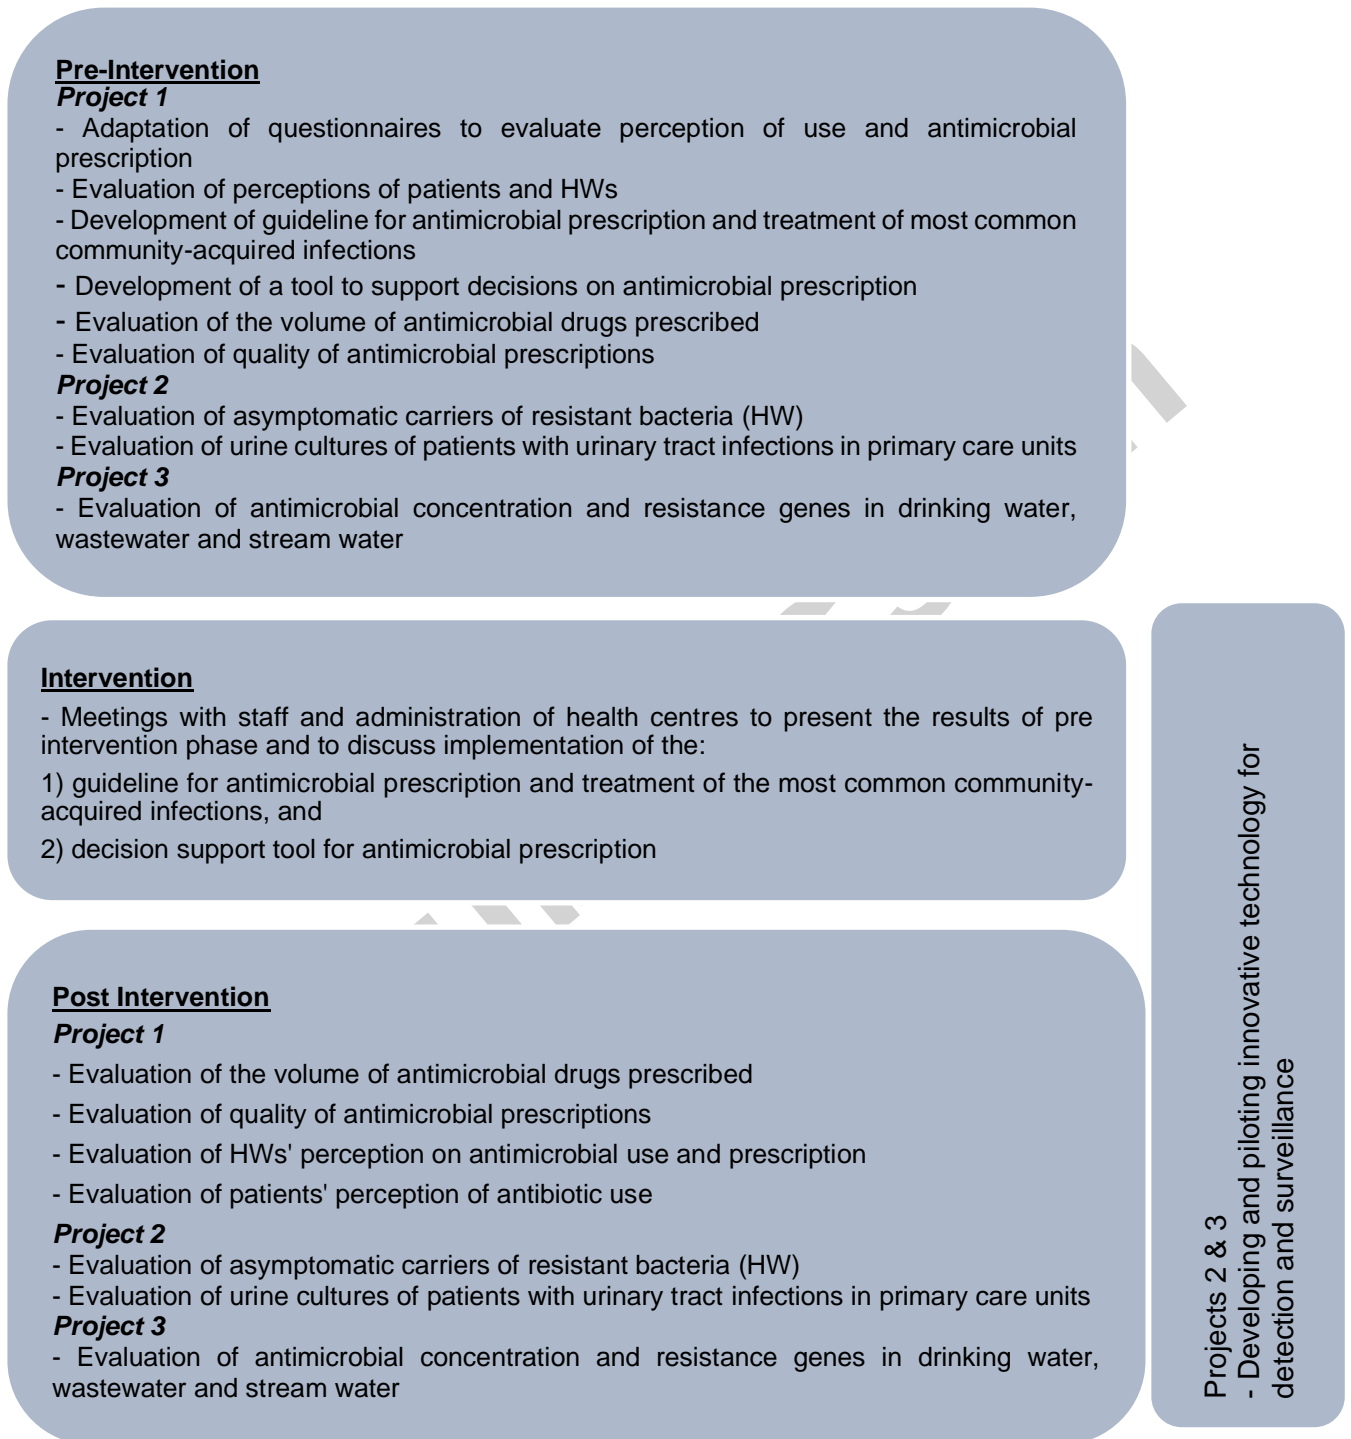 Pre-Intervention
Project 1
- Adaptation of questionnaires to evaluate perception of use and antimicrobial
prescription
- Evaluation of perceptions of patients and HWs
- Development of guideline for antimicrobial prescription and treatment of most common
community-acquired infections
- Development of a tool to support decisions on antimicrobial prescription
- Evaluation of the volume of antimicrobial drugs prescribed
- Evaluation of quality of antimicrobial prescriptions
Project 2
- Evaluation of asymptomatic carriers of resistant bacteria (HW)
- Evaluation of urine cultures of patients with urinary tract infections in primary care units
Project 3
- Evaluation of antimicrobial concentration and resistance genes in drinking water,
wastewater and stream water
Intervention
- Meetings with staff and administration of health centres to present the results of pre
intervention phase and to discuss implementation of the:
1) guideline for antimicrobial prescription and treatment of the most common community-
acquired infections, and
2) decision support tool for antimicrobial prescription
Post Intervention
Project 1
- Evaluation of the volume of antimicrobial drugs prescribed
- Evaluation of quality of antimicrobial prescriptions
- Evaluation of HWs' perception on antimicrobial use and prescription
- Evaluation of patients' perception of antibiotic use
Project 2
- Evaluation of asymptomatic carriers of resistant bacteria (HW)
- Evaluation of urine cultures of patients with urinary tract infections in primary care units
Project 3
- Evaluation of antimicrobial concentration and resistance genes in drinking water,
wastewater and stream water
Projects 2 & 3
- Developing and piloting innovative technology for
detection and surveillance